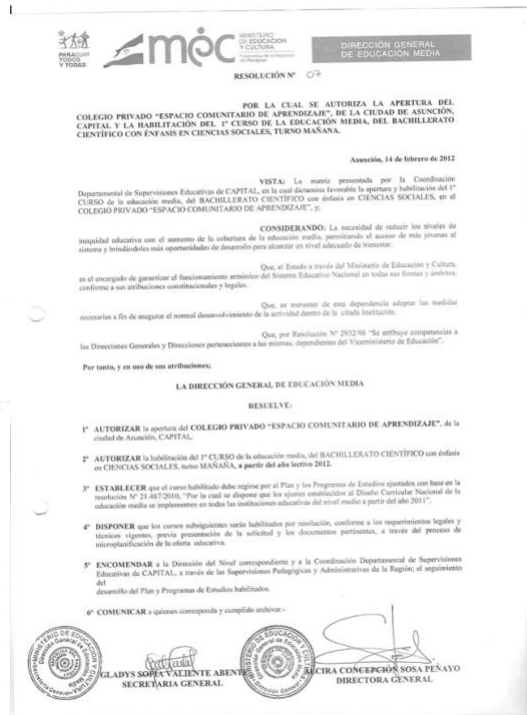 PARAGUAY
TODOS
Y TODAS
mec
MINISTERIO
DE EDUCACIÓN
Y CULTURA
DIRECCIÓN GENERAL
DE EDUCACIÓN MEDIA
RESOLUCIÓN N° 07
POR LA CUAL SE AUTORIZA LA APERTURA DEL
COLEGIO PRIVADO "ESPACIO COMUNITARIO DE APRENDIZAJE", DE LA CIUDAD DE ASUNCIÓN,
CAPITAL Y LA HABILITACIÓN DEL 1° CURSO DE LA EDUCACIÓN MEDIA, DEL BACHILLERATO
CIENTÍFICO CON ÉNFASIS EN CIENCIAS SOCIALES, TURNO MAÑANA.
Asunción, 14 de febrero de 2012
VISTA: La matriz presentada por la Coordinación
Departamental de Supervisiones Educativas de CAPITAL, en la cual dictamina favorable la apertura y habilitación del 1°
CURSO de la educación media, del BACHILLERATO CIENTÍFICO con énfasis en CIENCIAS SOCIALES, en el
COLEGIO PRIVADO "ESPACIO COMUNITARIO DE APRENDIZAJE", y;
CONSIDERANDO: La necesidad de reducir los niveles de
inequidad educativa con el aumento de la cobertura de la educación media, permitiendo el acceso de más jóvenes al
sistema y brindándoles más oportunidades de desarrollo para alcanzar un nivel adecuado de bienestar.
Que, el Estado a través del Ministerio de Educación y Cultura,
es el encargado de garantizar el funcionamiento armónico del Sistema Educativo Nacional en todas sus formas y ámbitos,
conforme a sus atribuciones constitucionales y legales.
Que, es menester de esta dependencia adoptar las medidas
necesarias a fin de asegurar el normal desenvolvimiento de la actividad dentro de la citada Institución.
Que, por Resolución N° 2932/98 "Se atribuye competencias a
las Direcciones Generales y Direcciones pertenecientes a las mismas, dependientes del Viceministerio de Educación".
Por tanto, y en uso de sus atribuciones;
LA DIRECCIÓN GENERAL DE EDUCACIÓN MEDIA
RESUELVE:
1° AUTORIZAR la apertura del COLEGIO PRIVADO "ESPACIO COMUNITARIO DE APRENDIZAJE", de la
ciudad de Asunción, CAPITAL.
2° AUTORIZAR la habilitación del 1° CURSO de la educación media, del BACHILLERATO CIENTÍFICO con énfasis
en CIENCIAS SOCIALES, turno MAÑANA, a partir del año lectivo 2012.
3° ESTABLECER que el curso habilitado debe regirse por el Plan y los Programas de Estudios ajustados con base en la
resolución N° 21.487/2010, "Por la cual se dispone que los ajustes establecidos al Diseño Curricular Nacional de la
educación media se implementen en todas las instituciones educativas del nivel medio a partir del año 2011".
4° DISPONER que los cursos subsiguientes serán habilitados por resolución, conforme a los requerimientos legales y
técnicos vigentes, previa presentación de la solicitud y los documentos pertinentes, a través del proceso de
microplanificación de la oferta educativa.
5° ENCOMENDAR a la Dirección del Nivel correspondiente y a la Coordinación Departamental de Supervisiones
Educativas de CAPITAL, a través de las Supervisiones Pedagógicas y Administrativas de la Región; el seguimiento
del
desarrollo del Plan y Programas de Estudios habilitados.
6° COMUNICAR a quienes corresponda y cumplido archivar.-
GLADYS SOFIA VALIENTE ABENTE
SECRETARIA GENERAL
ALCIRA CONCEPCIÓN SOSA PENAYO
DIRECTORA GENERAL